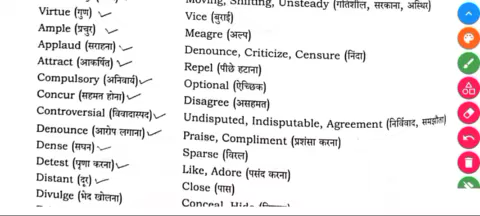 Moving, Shifting, Unsteady (गतिशील, सरकाना, अस्थिर)
Virtue (गुण) Vice (बुराई)
Ample (प्रचुर) Meagre (अल्प)
Applaud (सराहना) Denounce, Criticize, Censure (निंदा)
Attract (आकर्षित) Repel (पीछे हटाना)
Compulsory (अनिवार्य) Optional (ऐच्छिक)
Concur (सहमत होना) Disagree (असहमत)
Controversial (विवादास्पद) Undisputed, Indisputable, Agreement (निर्विवाद, समझौता)
Denounce (आरोप लगाना) Praise, Compliment (प्रशंसा करना)
Dense (सघन) Sparse (विरल)
Detest (घृणा करना) Like, Adore (पसंद करना)
Distant (दूर) Close (पास)
Divulge (भेद खोलना) Conceal, Hide